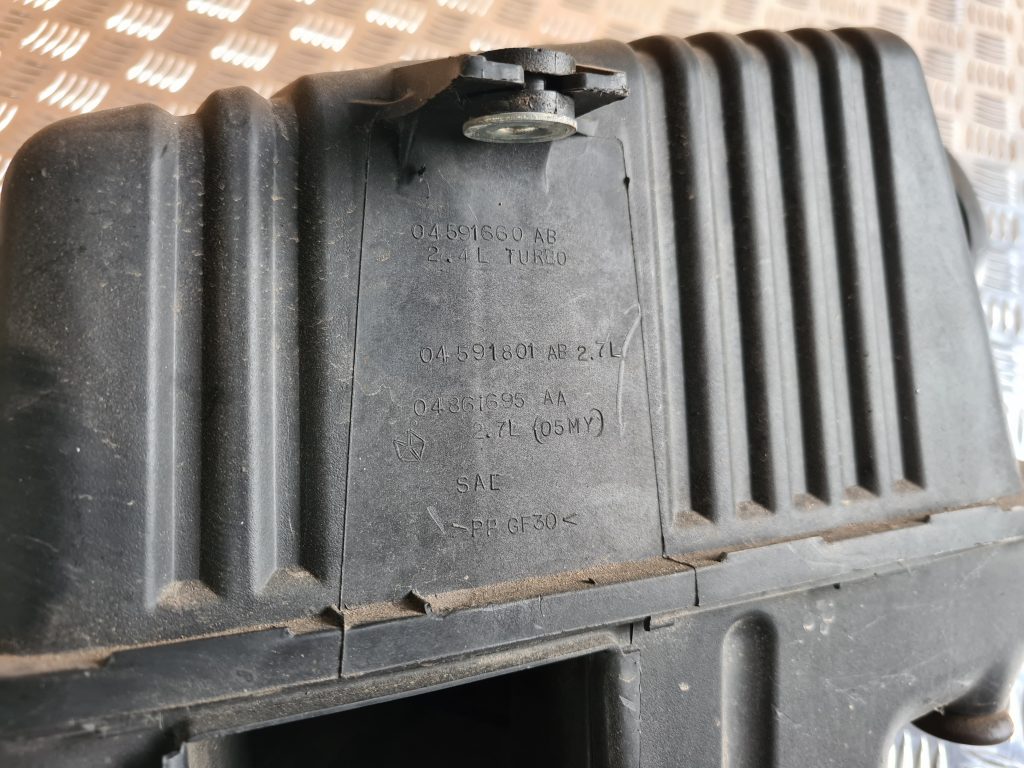 04591660 AB
2.4L TURBO
04591801 AB 2.7L
04861695 AA
2.7L (05MY)
SAE
>PP GF30<